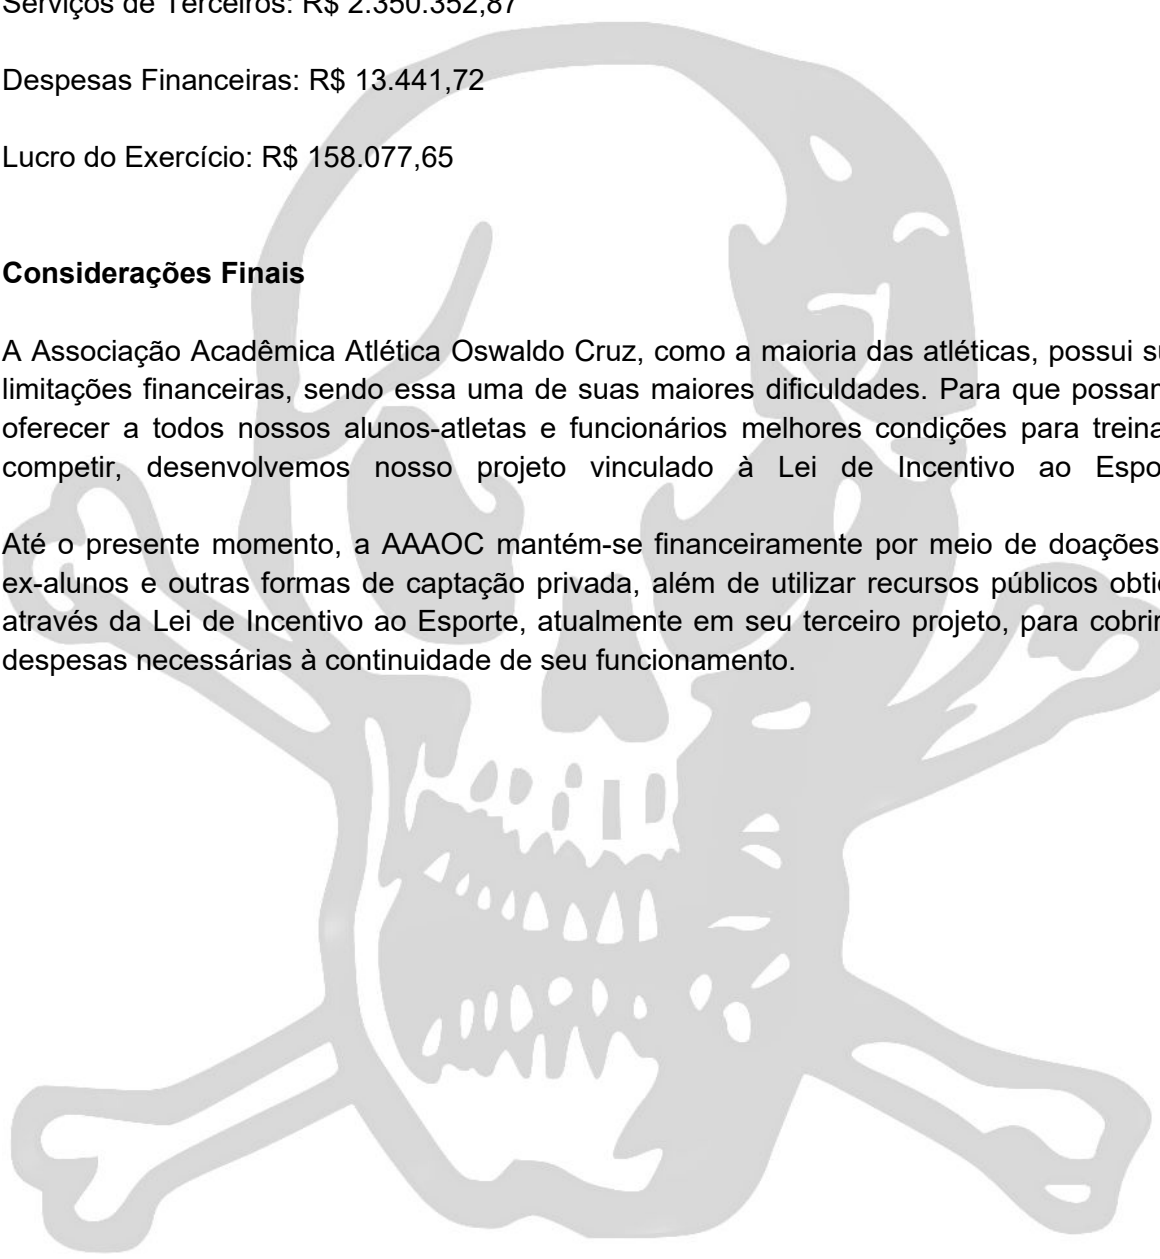 Serviços de Terceiros: R$ 2.350.352,87
Despesas Financeiras: R$ 13.441,72
Lucro do Exercício: R$ 158.077,65
Considerações Finais
A Associação Acadêmica Atlética Oswaldo Cruz, como a maioria das atléticas, possui
limitações financeiras, sendo essa uma de suas maiores dificuldades. Para que
oferecer a todos nossos alunos-atletas e funcionários melhores condições para
competir, desenvolvemos nosso projeto vinculado à Lei de Incentivo ao
Até o presente momento, a AAAOC mantém-se financeiramente por meio de doações
ex-alunos e outras formas de captação privada, além de utilizar recursos públicos
através da Lei de Incentivo ao Esporte, atualmente em seu terceiro projeto, para cobrir
despesas necessárias à continuidade de seu funcionamento.